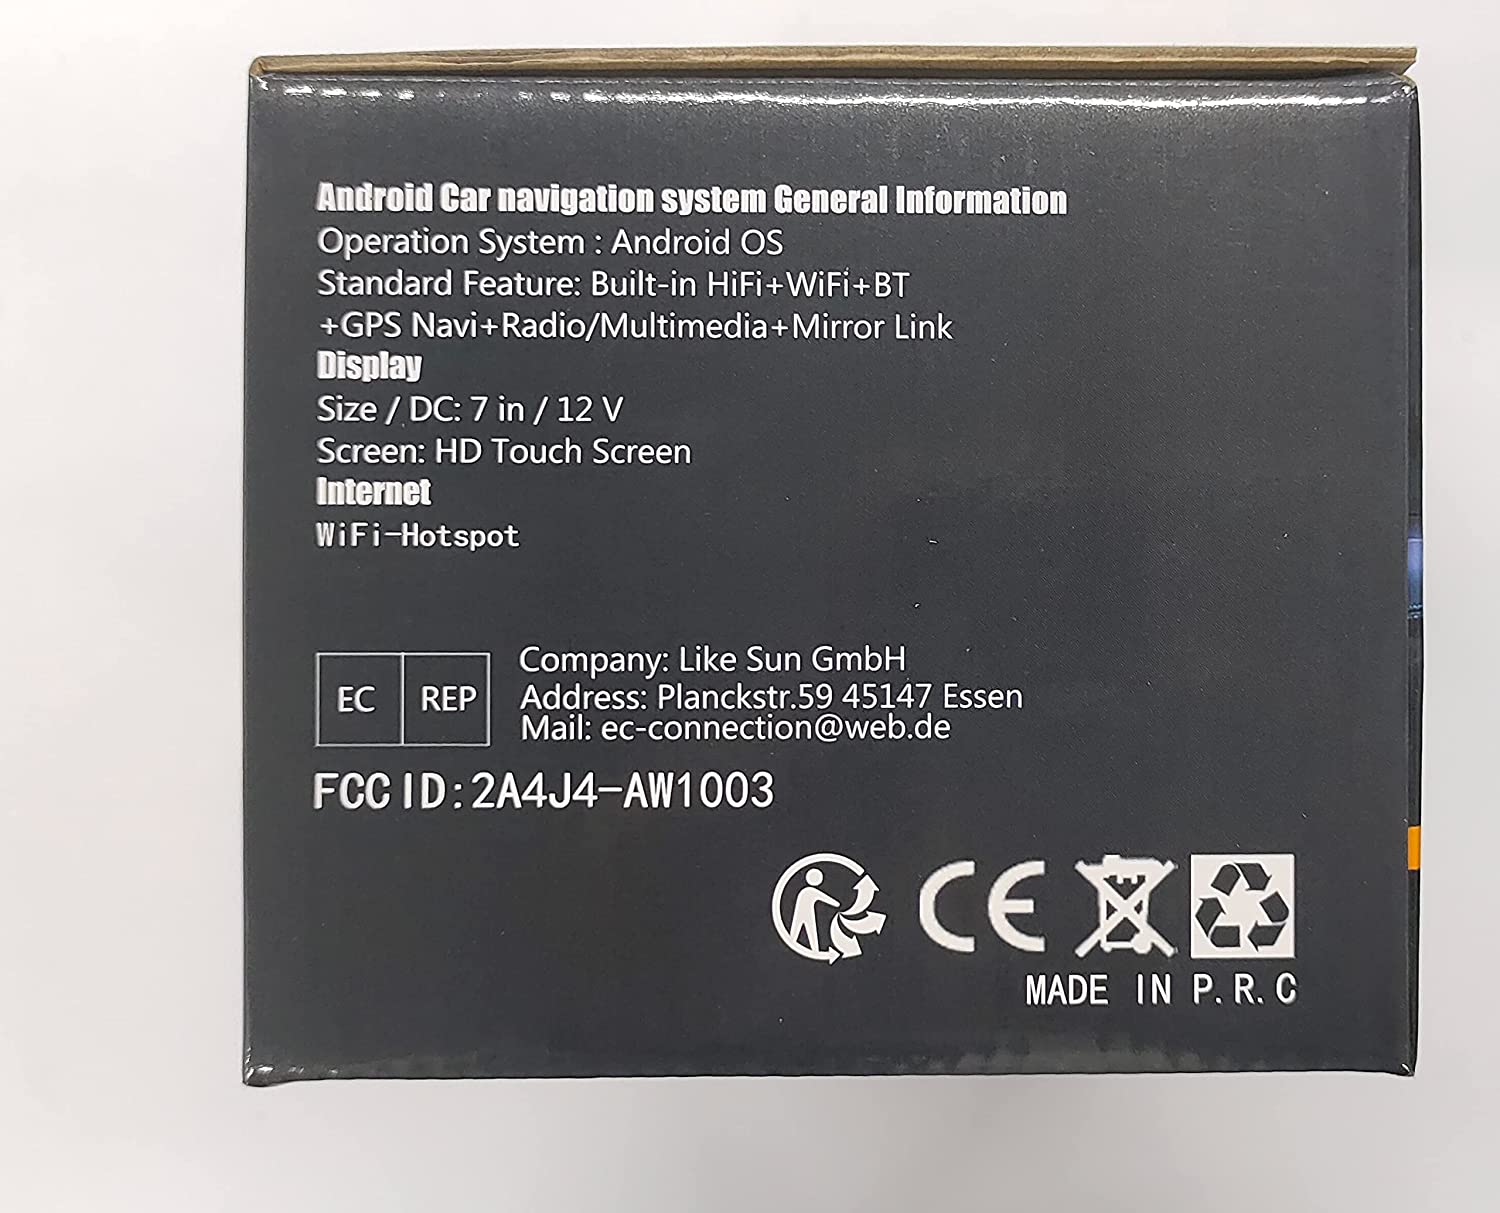 Android Car navigation system General Information
Operation System : Android OS
Standard Feature: Built-in HiFi+WiFi+BT
+GPS Navi+Radio/Multimedia+Mirror Link
Display
Size / DC: 7 in / 12 V
Screen: HD Touch Screen
Internet
WiFi-Hotspot
EC REP
Company: Like Sun GmbH
Address: Planckstr.59 45147 Essen
Mail: ec-connection@web.de
FCC ID:2A4J4-AW1003
CE
MADE IN P.R.C